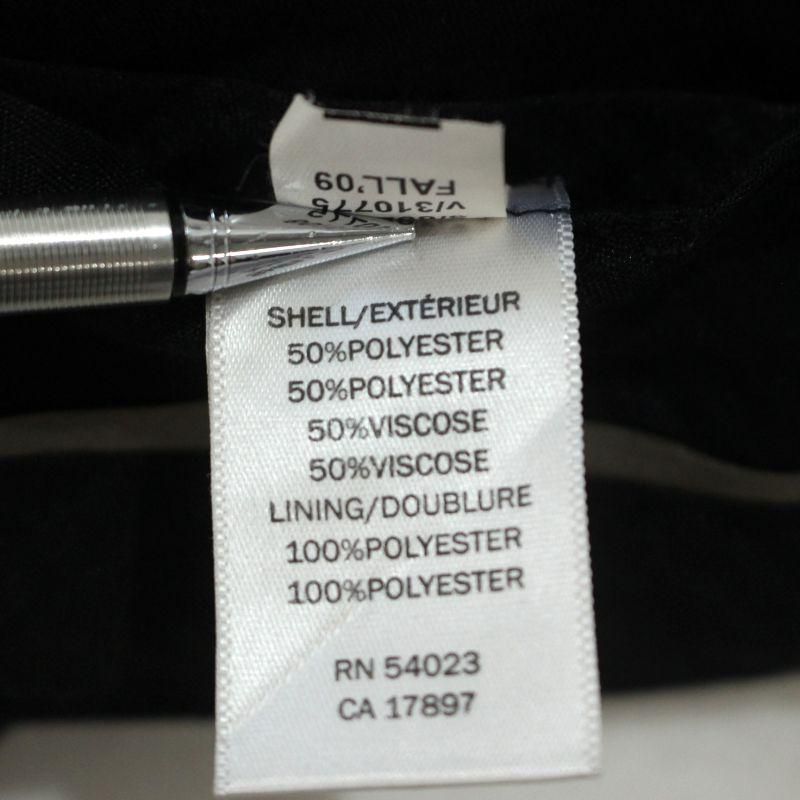 FALL'09
V/310775
SHELL/EXTÉRIEUR
50%POLYESTER
50%POLYESTER
50%VISCOSE
50%VISCOSE
LINING/DOUBLURE
100%POLYESTER
100%POLYESTER
RN 54023
CA 17897